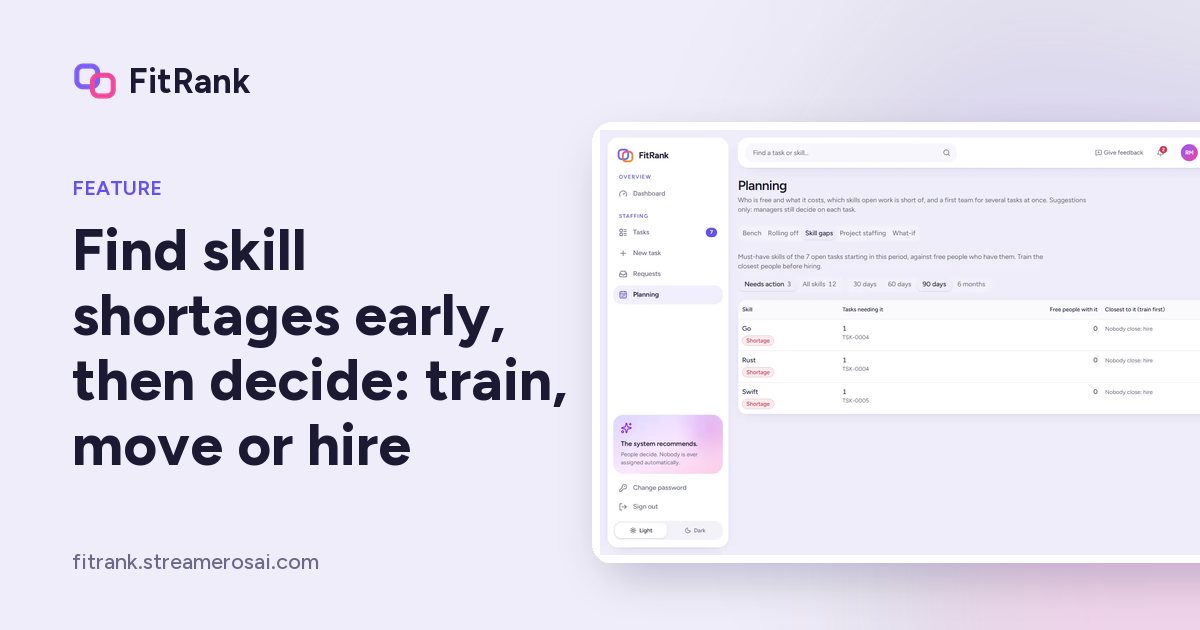 FitRank
FEATURE
Find skill
shortages early,
then decide: train,
move or hire
fitrank.streamerosai.com
FitRank
OVERVIEW
Dashboard
STAFFING
Tasks 7
New task
Requests
Planning
The system recommends.
People decide. Nobody is ever
assigned automatically.
Change password
Sign out
Light Dark
Find a task or skill...
Give feedback
2
RM
Planning
Who is free and what it costs, which skills open work is short of, and a first team for several tasks at once. Suggestions
only: managers still decide on each task.
Bench Rolling off Skill gaps Project staffing What-if
Must-have skills of the 7 open tasks starting in this period, against free people who have them. Train the
closest people before hiring.
Needs action 3 All skills 12 30 days 60 days 90 days 6 months
Skill Tasks needing it Free people with it Closest to it (train first)
Go 1 0 Nobody close: hire
Shortage TSK-0004
Rust 1 0 Nobody close: hire
Shortage TSK-0004
Swift 1 0 Nobody close: hire
Shortage TSK-0005